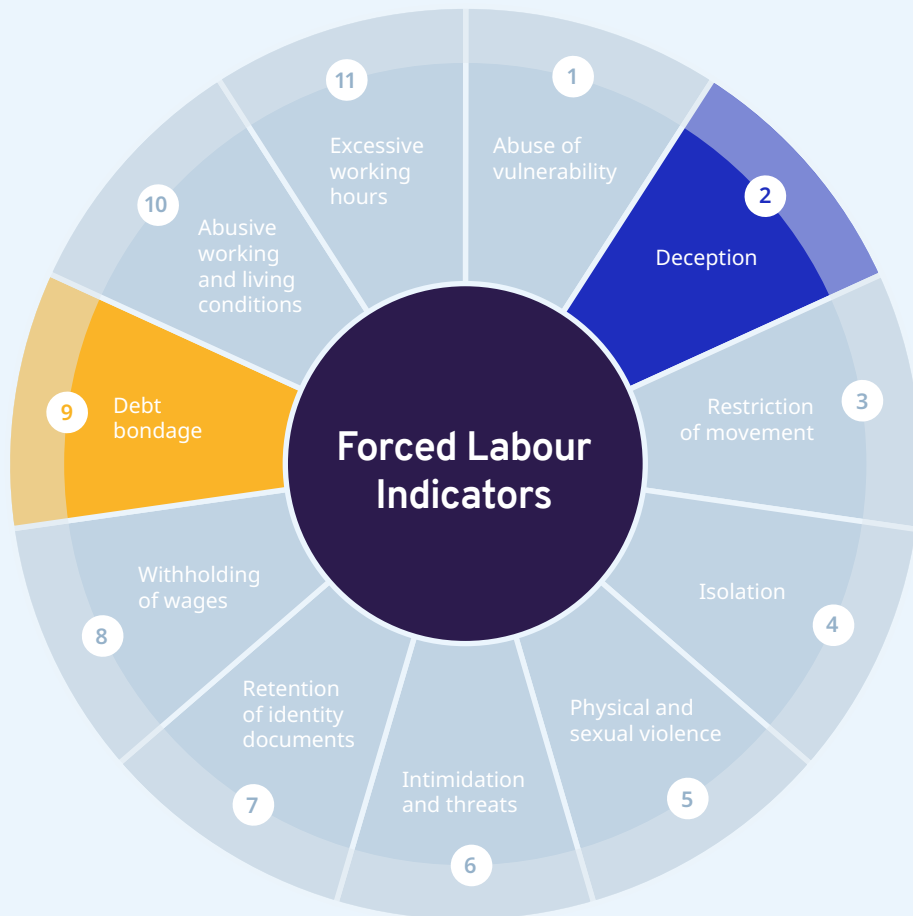 Forced Labour
Indicators
1
Abuse of
vulnerability
2
Deception
3
Restriction
of movement
4
Isolation
5
Physical and
sexual violence
6
Intimidation
and threats
7
Retention
of identity
documents
8
Withholding
of wages
9
Debt
bondage
10
Abusive
working
and living
conditions
11
Excessive
working
hours